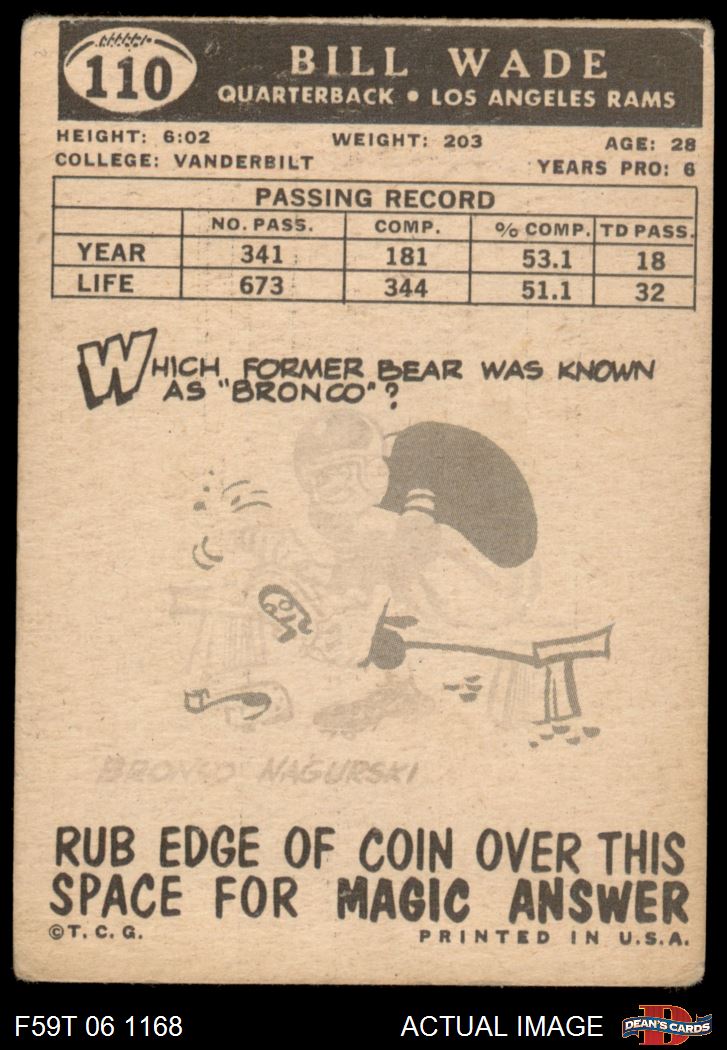 110
BILL WADE
QUARTERBACK • LOS ANGELES RAMS
HEIGHT: 6:02 WEIGHT: 203 AGE: 28
COLLEGE: VANDERBILT YEARS PRO: 6
PASSING RECORD
NO. PASS. COMP. % COMP. TD PASS.
YEAR 341 181 53.1 18
LIFE 673 344 51.1 32
WHICH FORMER BEAR WAS KNOWN
AS "BRONCO"?
BRONCO NAGURSKI
RUB EDGE OF COIN OVER THIS
SPACE FOR MAGIC ANSWER
©T. C. G. PRINTED IN U.S.A.
F59T 06 1168 ACTUAL IMAGE DEAN'S CARDS